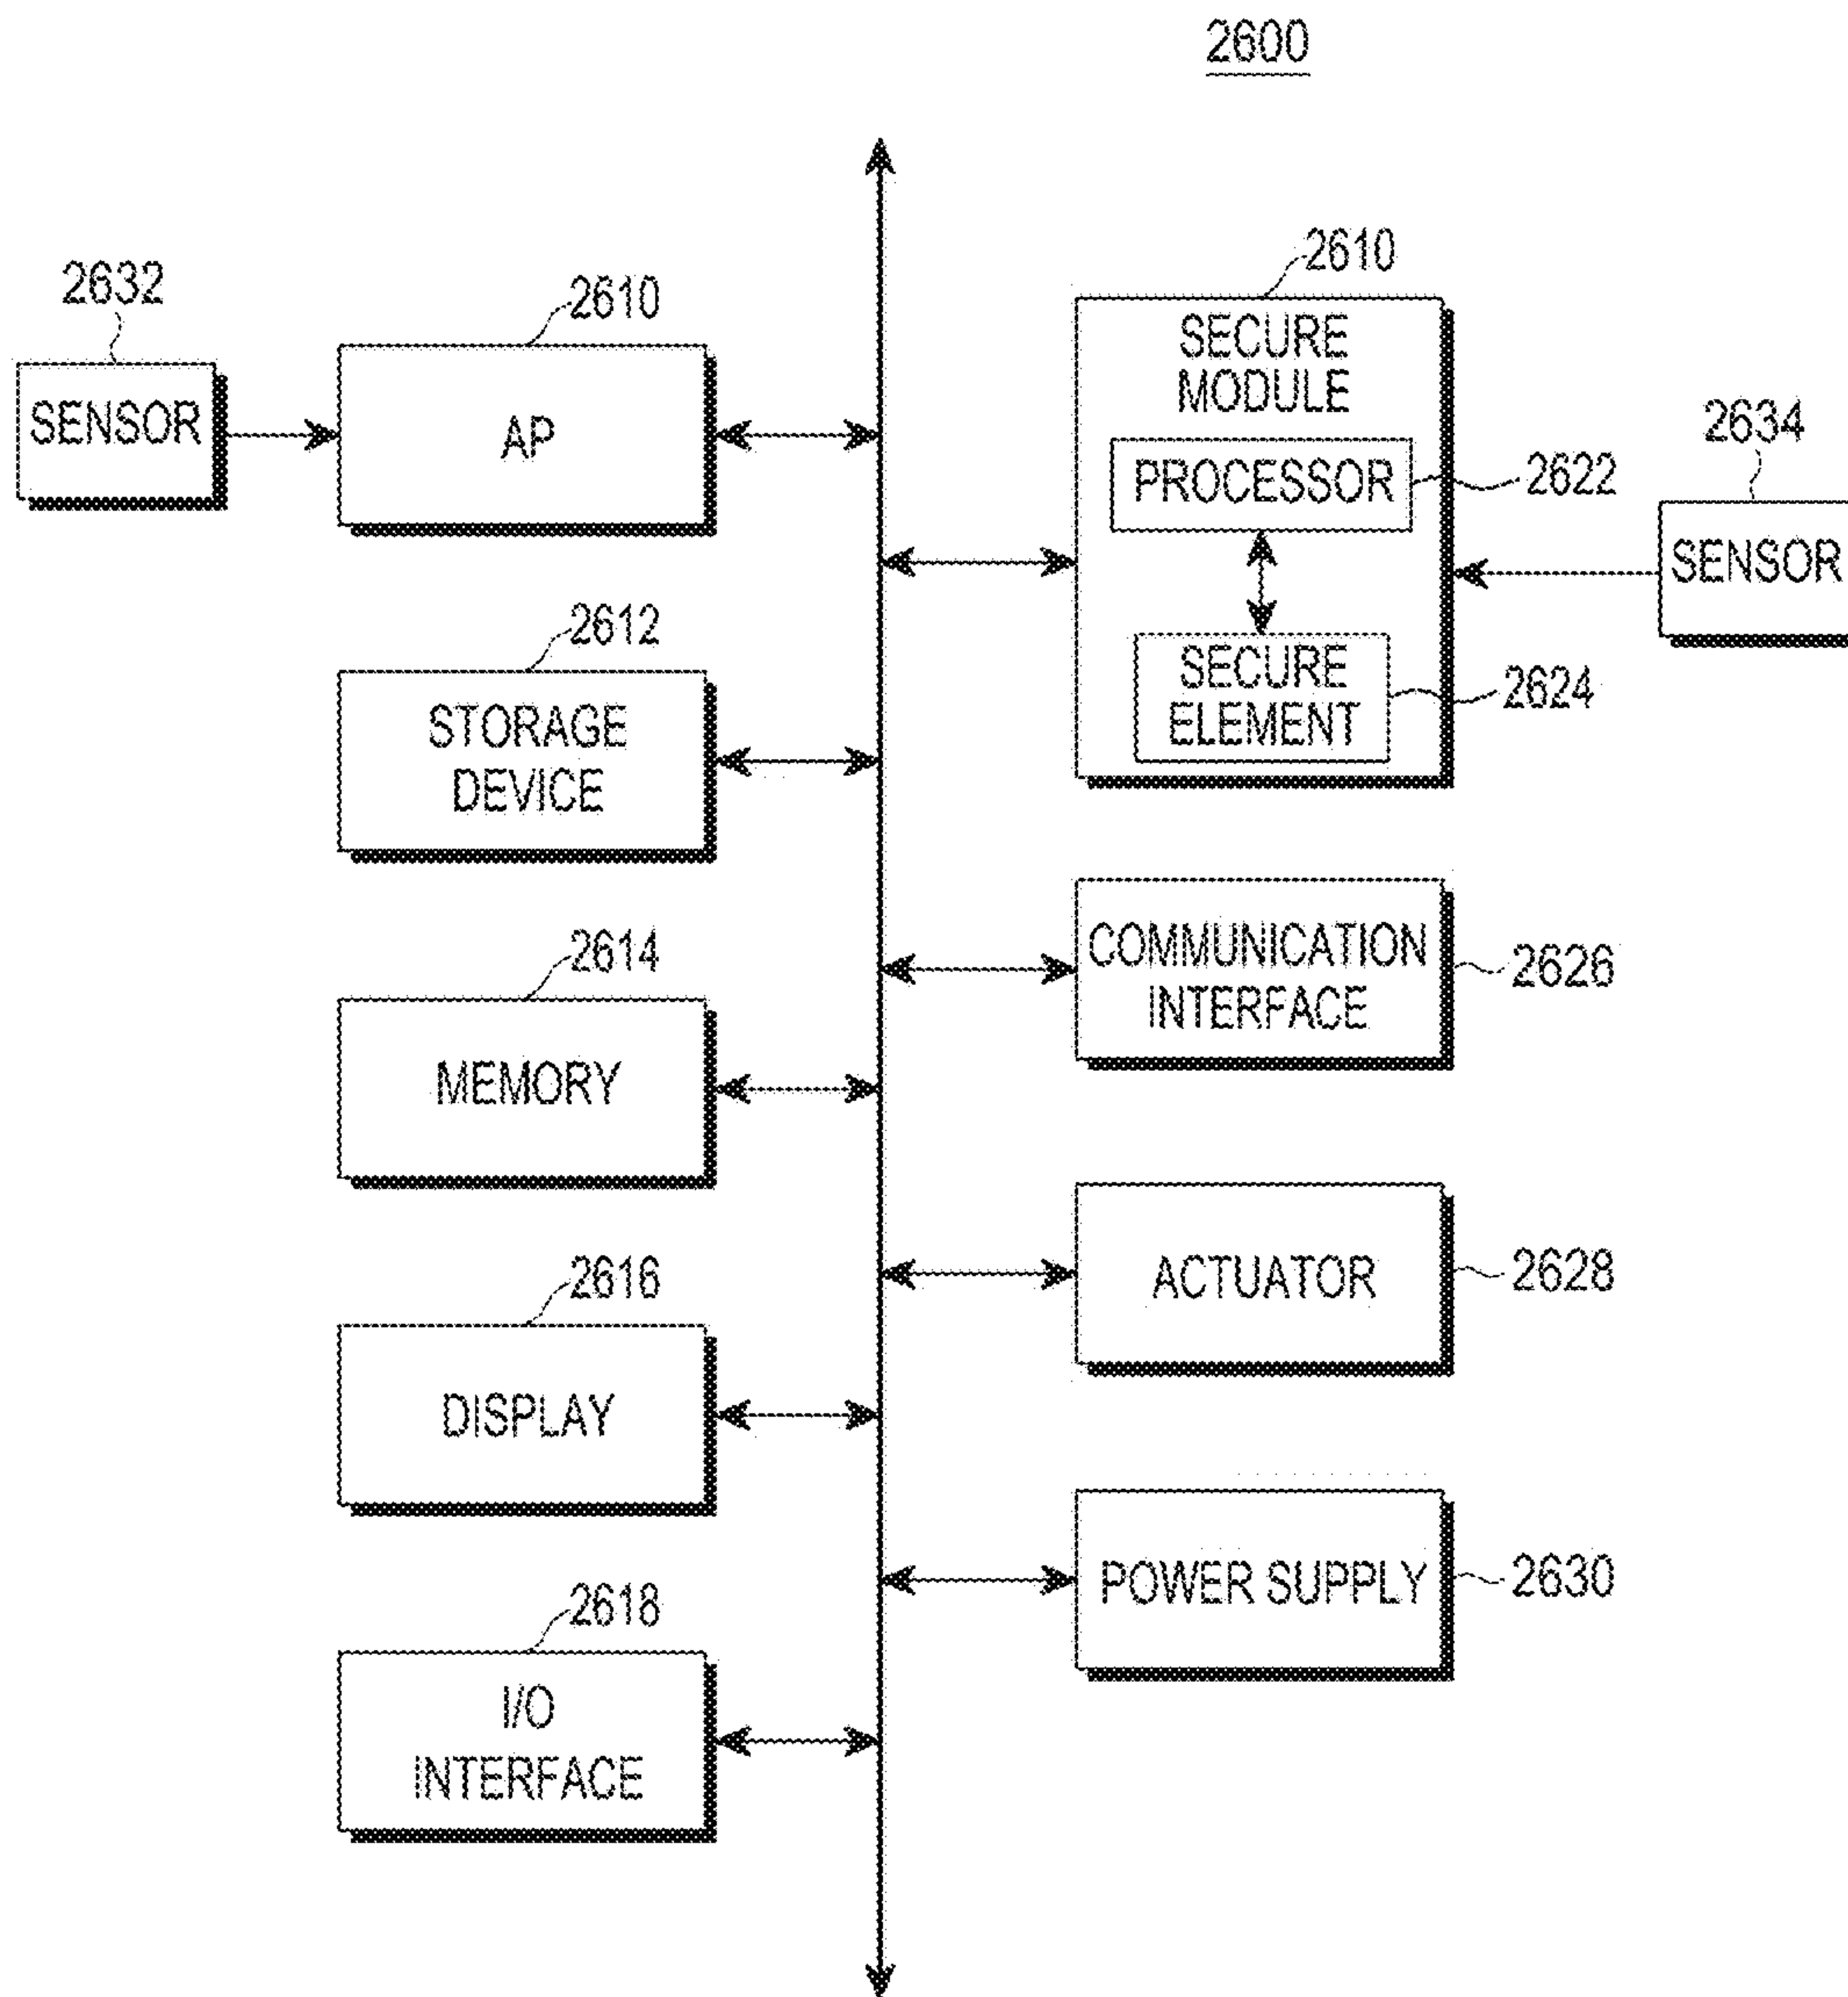 2600
2632
2610
SENSOR
AP
2612
STORAGE
DEVICE
2614
MEMORY
2616
DISPLAY
2618
I/O
INTERFACE
2610
SECURE
MODULE
PROCESSOR
2622
SECURE
ELEMENT
2624
2634
SENSOR
COMMUNICATION
INTERFACE
2626
ACTUATOR
2628
POWER SUPPLY
2630